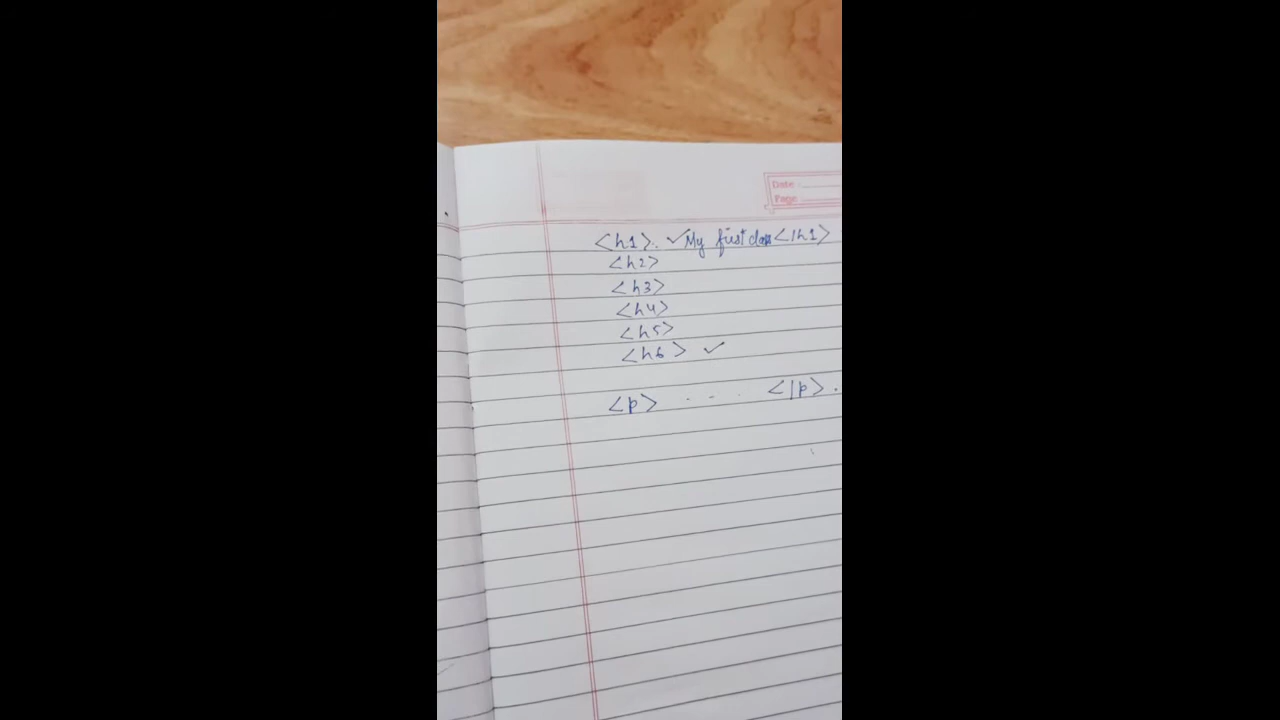 Date :
Page :
<h1>. ✓ My first class </h1>
<h2>
<h3>
<h4>
<h5>
<h6> ✓
<p> . - . </p> .